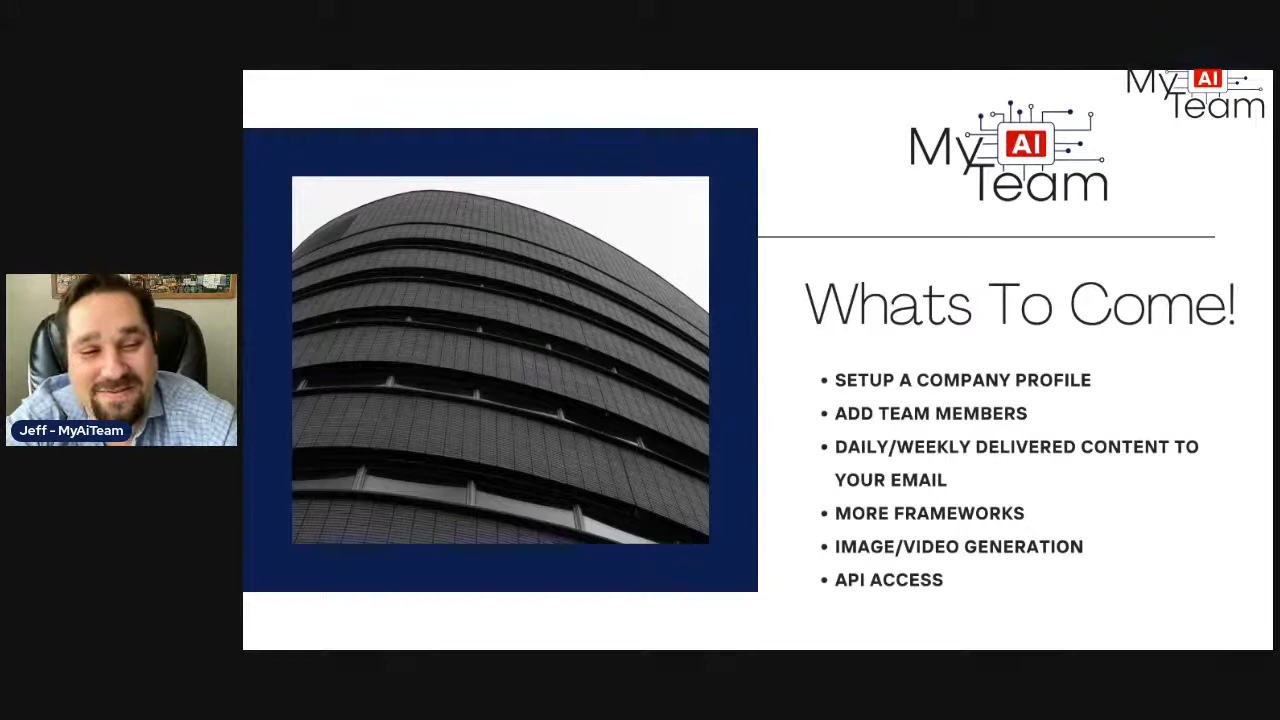 My AI
Team
My AI
Team
Whats To Come!
• SETUP A COMPANY PROFILE
• ADD TEAM MEMBERS
• DAILY/WEEKLY DELIVERED CONTENT TO
YOUR EMAIL
• MORE FRAMEWORKS
• IMAGE/VIDEO GENERATION
• API ACCESS
Jeff - MyAiTeam